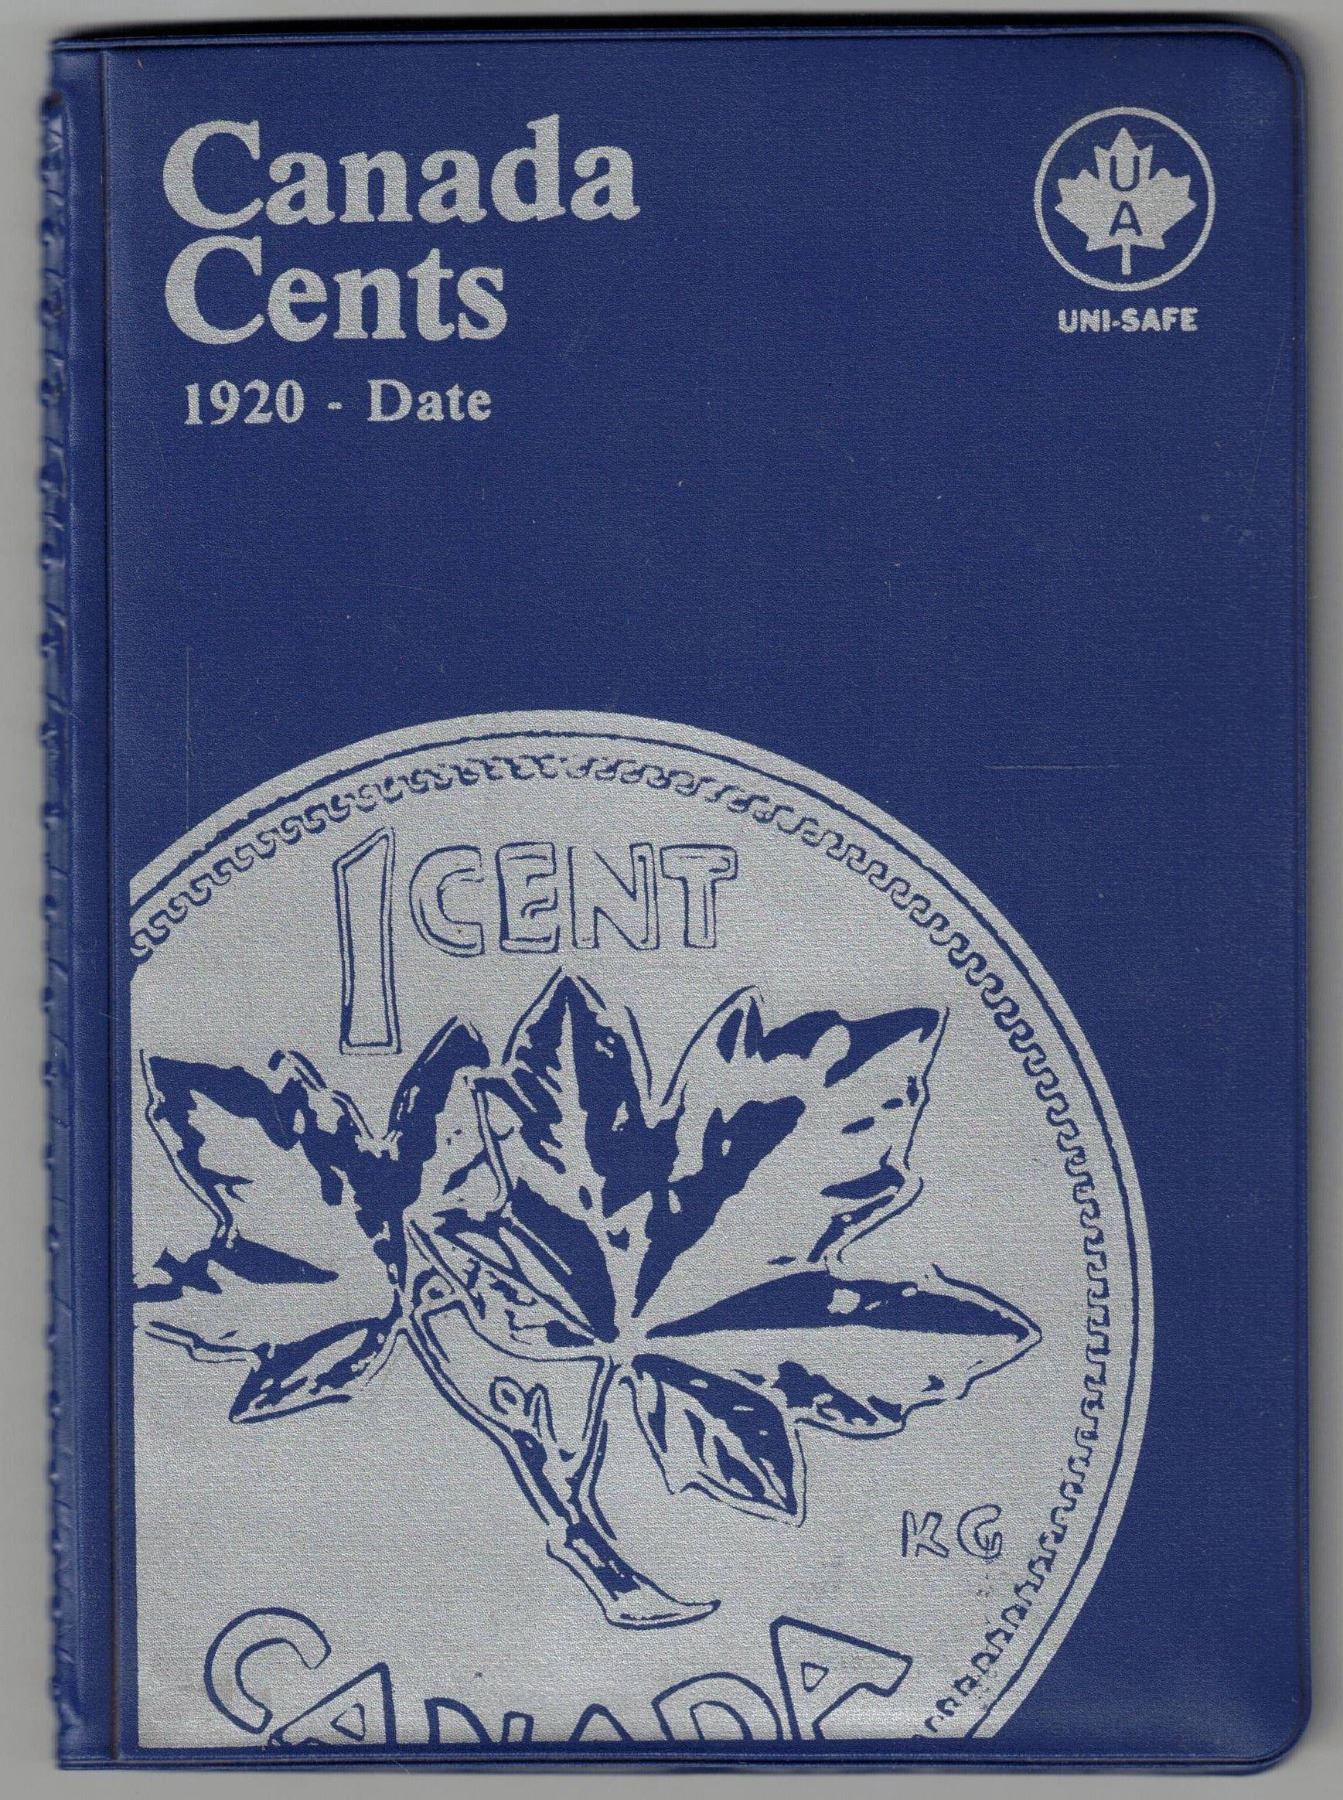 Canada
Cents
1920 - Date
U
A
UNI-SAFE
1 CENT
KG
CANADA